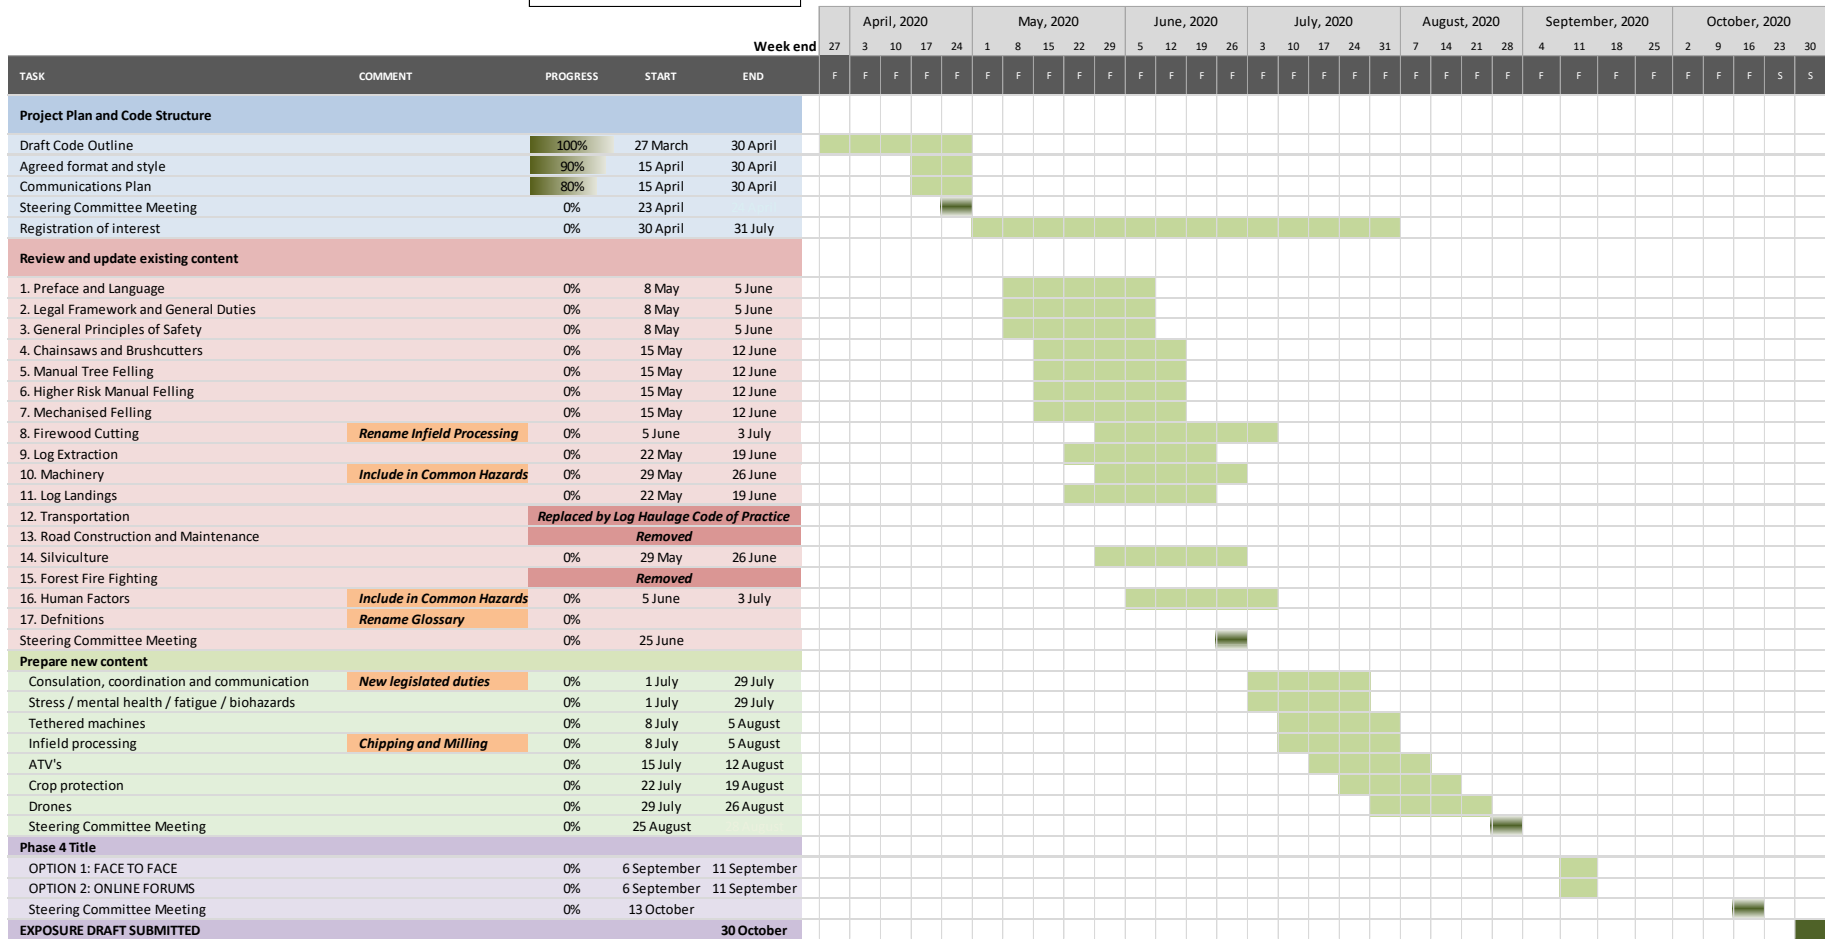 April, 2020 May, 2020 June, 2020 July, 2020 August, 2020 September, 2020 October, 2020
Week end 27 3 10 17 24 1 8 15 22 29 5 12 19 26 3 10 17 24 31 7 14 21 28 4 11 18 25 2 9 16 23 30
TASK COMMENT PROGRESS START END F F F F F F F F F F F F F F F F F F F F F F F F F F F F F F S S
Project Plan and Code Structure
Draft Code Outline 100% 27 March 30 April
Agreed format and style 90% 15 April 30 April
Communications Plan 80% 15 April 30 April
Steering Committee Meeting 0% 23 April
Registration of interest 0% 30 April 31 July
Review and update existing content
1. Preface and Language 0% 8 May 5 June
2. Legal Framework and General Duties 0% 8 May 5 June
3. General Principles of Safety 0% 8 May 5 June
4. Chainsaws and Brushcutters 0% 15 May 12 June
5. Manual Tree Felling 0% 15 May 12 June
6. Higher Risk Manual Felling 0% 15 May 12 June
7. Mechanised Felling 0% 15 May 12 June
8. Firewood Cutting Rename Infield Processing 0% 5 June 3 July
9. Log Extraction 0% 22 May 19 June
10. Machinery Include in Common Hazards 0% 29 May 26 June
11. Log Landings 0% 22 May 19 June
12. Transportation Replaced by Log Haulage Code of Practice
13. Road Construction and Maintenance Removed
14. Silviculture 0% 29 May 26 June
15. Forest Fire Fighting Removed
16. Human Factors Include in Common Hazards 0% 5 June 3 July
17. Defnitions Rename Glossary 0%
Steering Committee Meeting 0% 25 June
Prepare new content
Consulation, coordination and communication New legislated duties 0% 1 July 29 July
Stress / mental health / fatigue / biohazards 0% 1 July 29 July
Tethered machines 0% 8 July 5 August
Infield processing Chipping and Milling 0% 8 July 5 August
ATV's 0% 15 July 12 August
Crop protection 0% 22 July 19 August
Drones 0% 29 July 26 August
Steering Committee Meeting 0% 25 August
Phase 4 Title
OPTION 1: FACE TO FACE 0% 6 September 11 September
OPTION 2: ONLINE FORUMS 0% 6 September 11 September
Steering Committee Meeting 0% 13 October
EXPOSURE DRAFT SUBMITTED 30 October